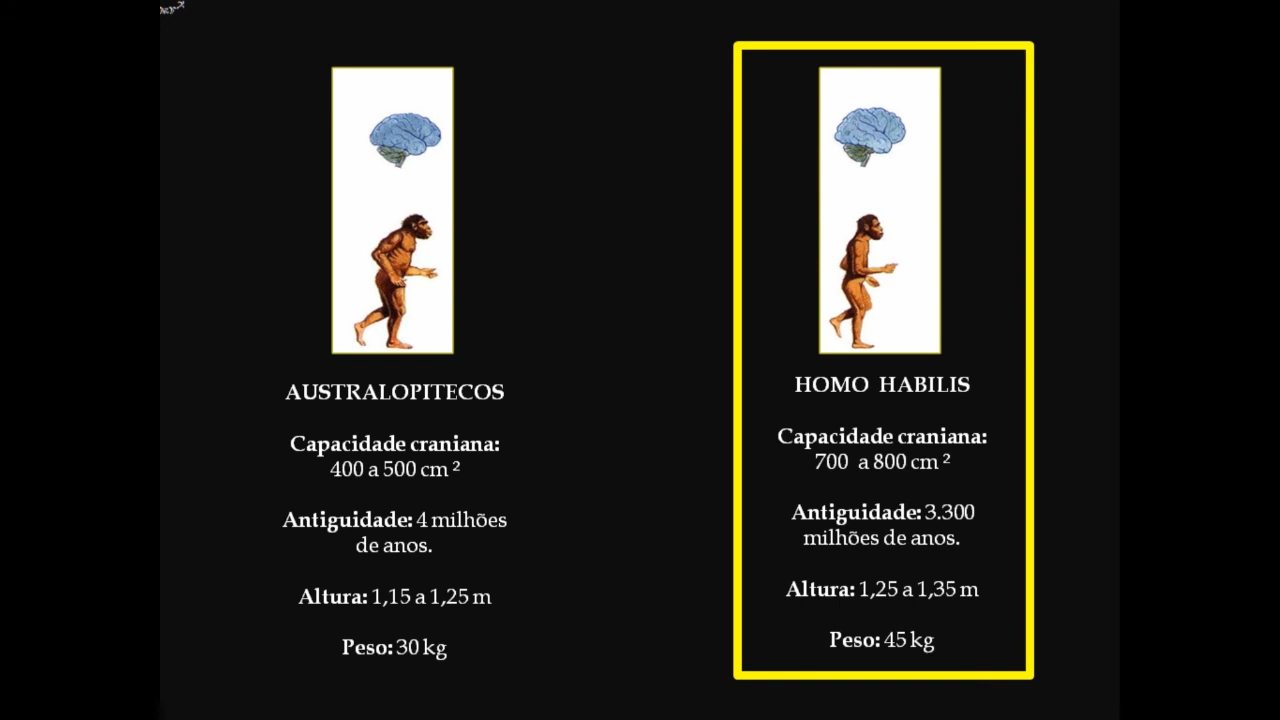 AUSTRALOPITECOS
Capacidade craniana:
400 a 500 cm ²
Antiguidade: 4 milhões
de anos.
Altura: 1,15 a 1,25 m
Peso: 30 kg
HOMO HABILIS
Capacidade craniana:
700 a 800 cm ²
Antiguidade: 3.300
milhões de anos.
Altura: 1,25 a 1,35 m
Peso: 45 kg